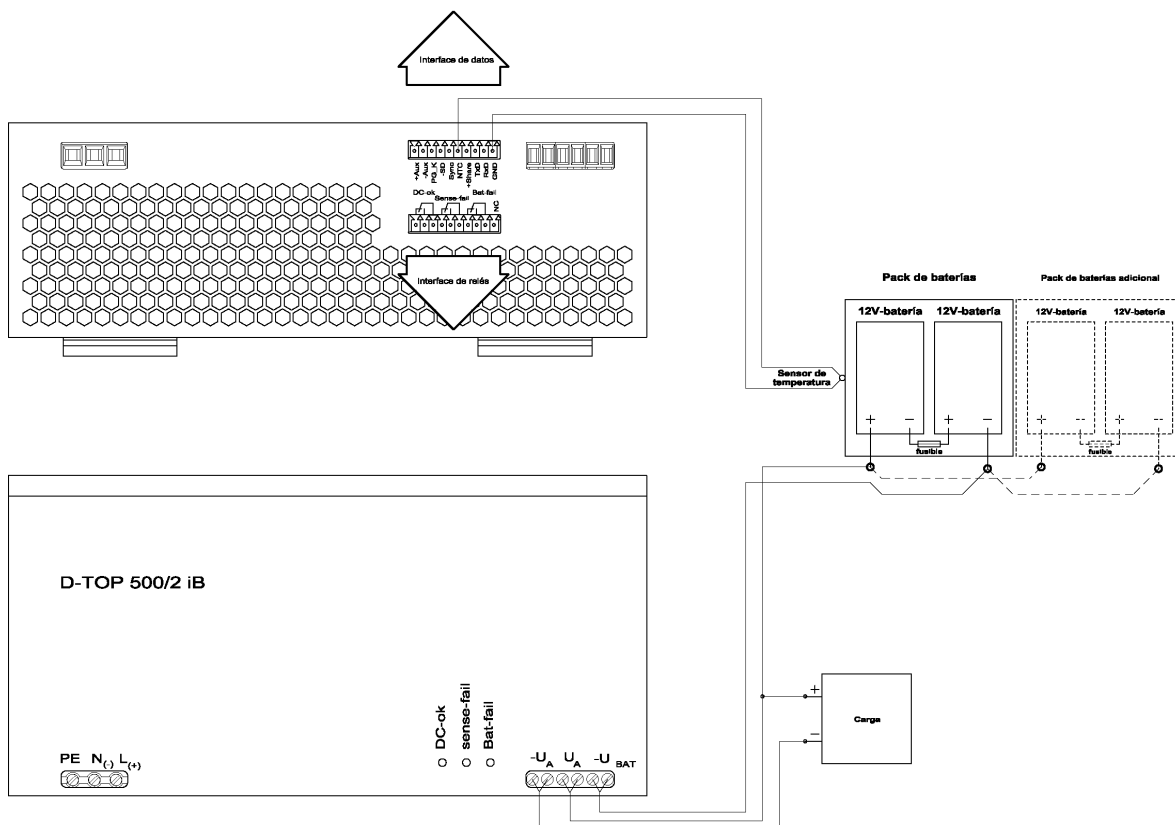 Interface de datos
+Aux
-Aux
PG_K
-SD
Sync
NTC
+Share
TxD
RxD
GND
DC-ok
Sense-fail
Bat-fail
NC
Interface de relés
Pack de baterías
Pack de baterías adicional
12V-batería
12V-batería
12V-batería
12V-batería
Sensor de
temperatura
+ − + −
+ -- + --
fusible
fusible
D-TOP 500/2 iB
DC-ok
sense-fail
Bat-fail
PE N(-) L(+)
-UA UA -UBAT
+
Carga
−